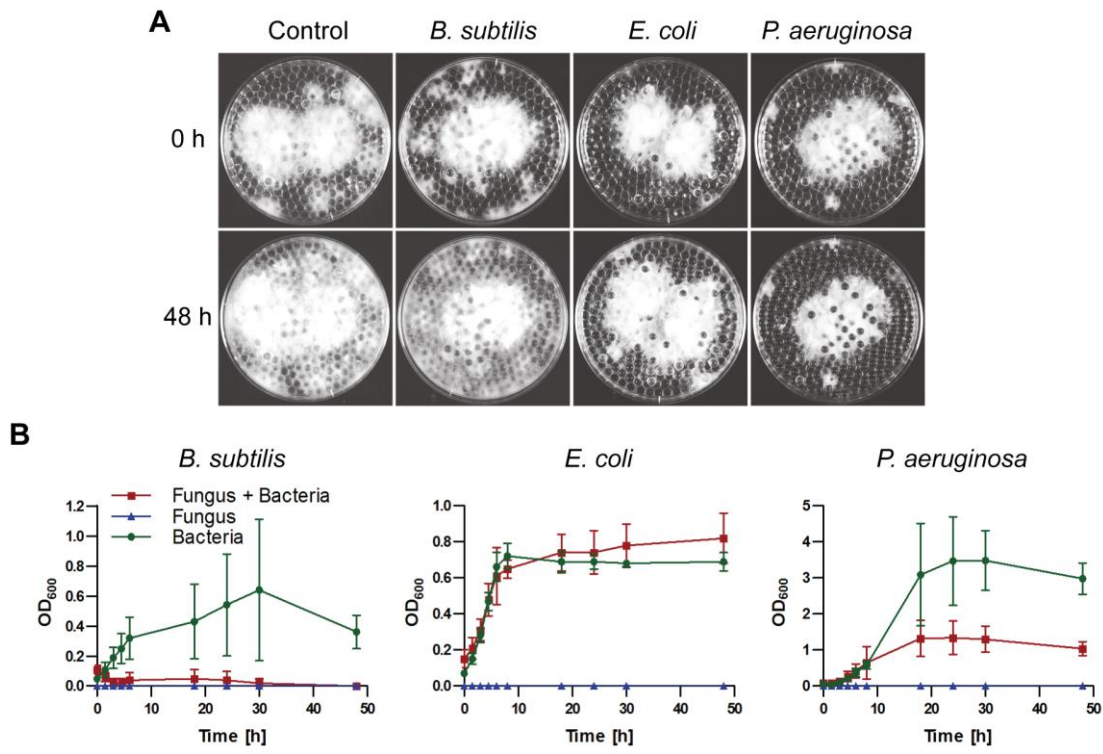 A
Control B. subtilis E. coli P. aeruginosa
0 h
48 h
B
B. subtilis E. coli P. aeruginosa
Fungus + Bacteria
Fungus
Bacteria
OD600
1.2
1.0
0.8
0.6
0.4
0.2
0.0
0 10 20 30 40 50
Time [h]
OD600
1.0
0.8
0.6
0.4
0.2
0.0
0 10 20 30 40 50
Time [h]
OD600
5
4
3
2
1
0
0 10 20 30 40 50
Time [h]